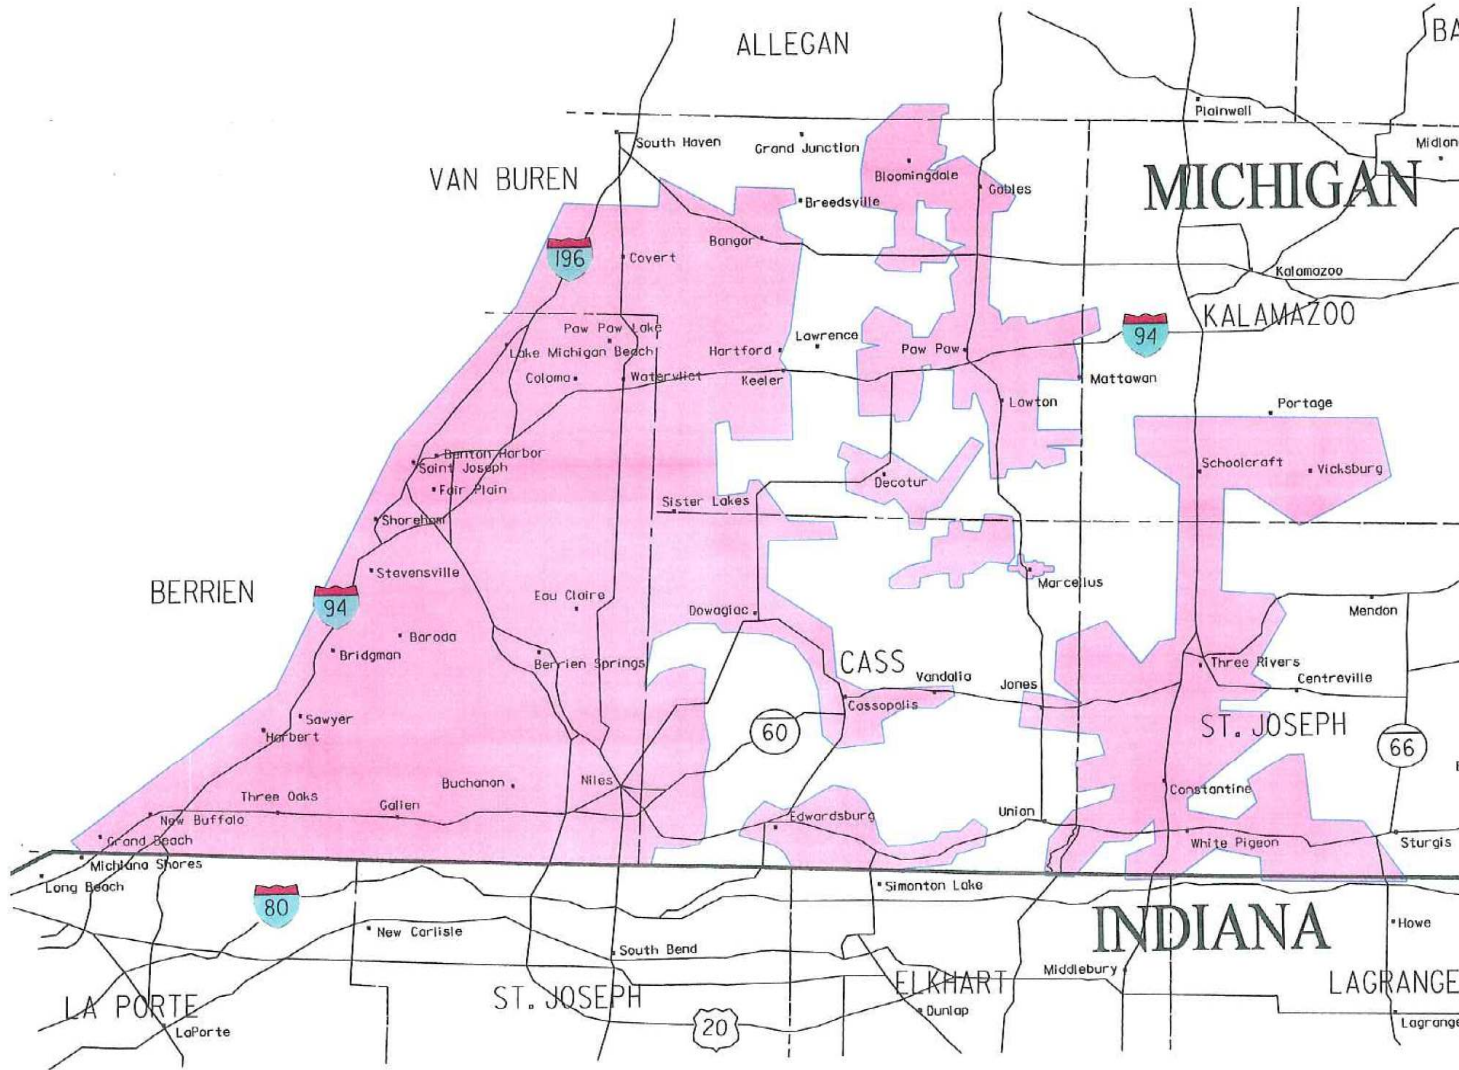 ALLEGAN
BA
Plainwell
South Haven
Grand Junction
Midlan
VAN BUREN
Bloomingdale
MICHIGAN
Gobles
Breedsville
Bangor
196
Covert
Kalamazoo
KALAMAZOO
Paw Paw Lake
Lawrence
94
Lake Michigan Beach
Hartford
Paw Paw
Coloma
Watervliet
Keeler
Mattawan
Lawton
Portage
Benton Harbor
Saint Joseph
Schoolcraft
Vicksburg
Fair Plain
Decatur
Sister Lakes
Shoreham
Stevensville
Marcellus
BERRIEN
94
Eau Claire
Dowagiac
Mendon
Baroda
Bridgman
Berrien Springs
CASS
Three Rivers
Vandalia
Jones
Centreville
Cassopolis
Sawyer
Harbert
60
ST. JOSEPH
66
Buchanan
Niles
Three Oaks
Galien
Constantine
New Buffalo
Edwardsburg
Union
Grand Beach
White Pigeon
Sturgis
Michiana Shores
Long Beach
Simonton Lake
80
INDIANA
Howe
New Carlisle
South Bend
Middlebury
ELKHART
LAGRANGE
LA PORTE
ST. JOSEPH
Dunlap
LaPorte
20
Lagrange